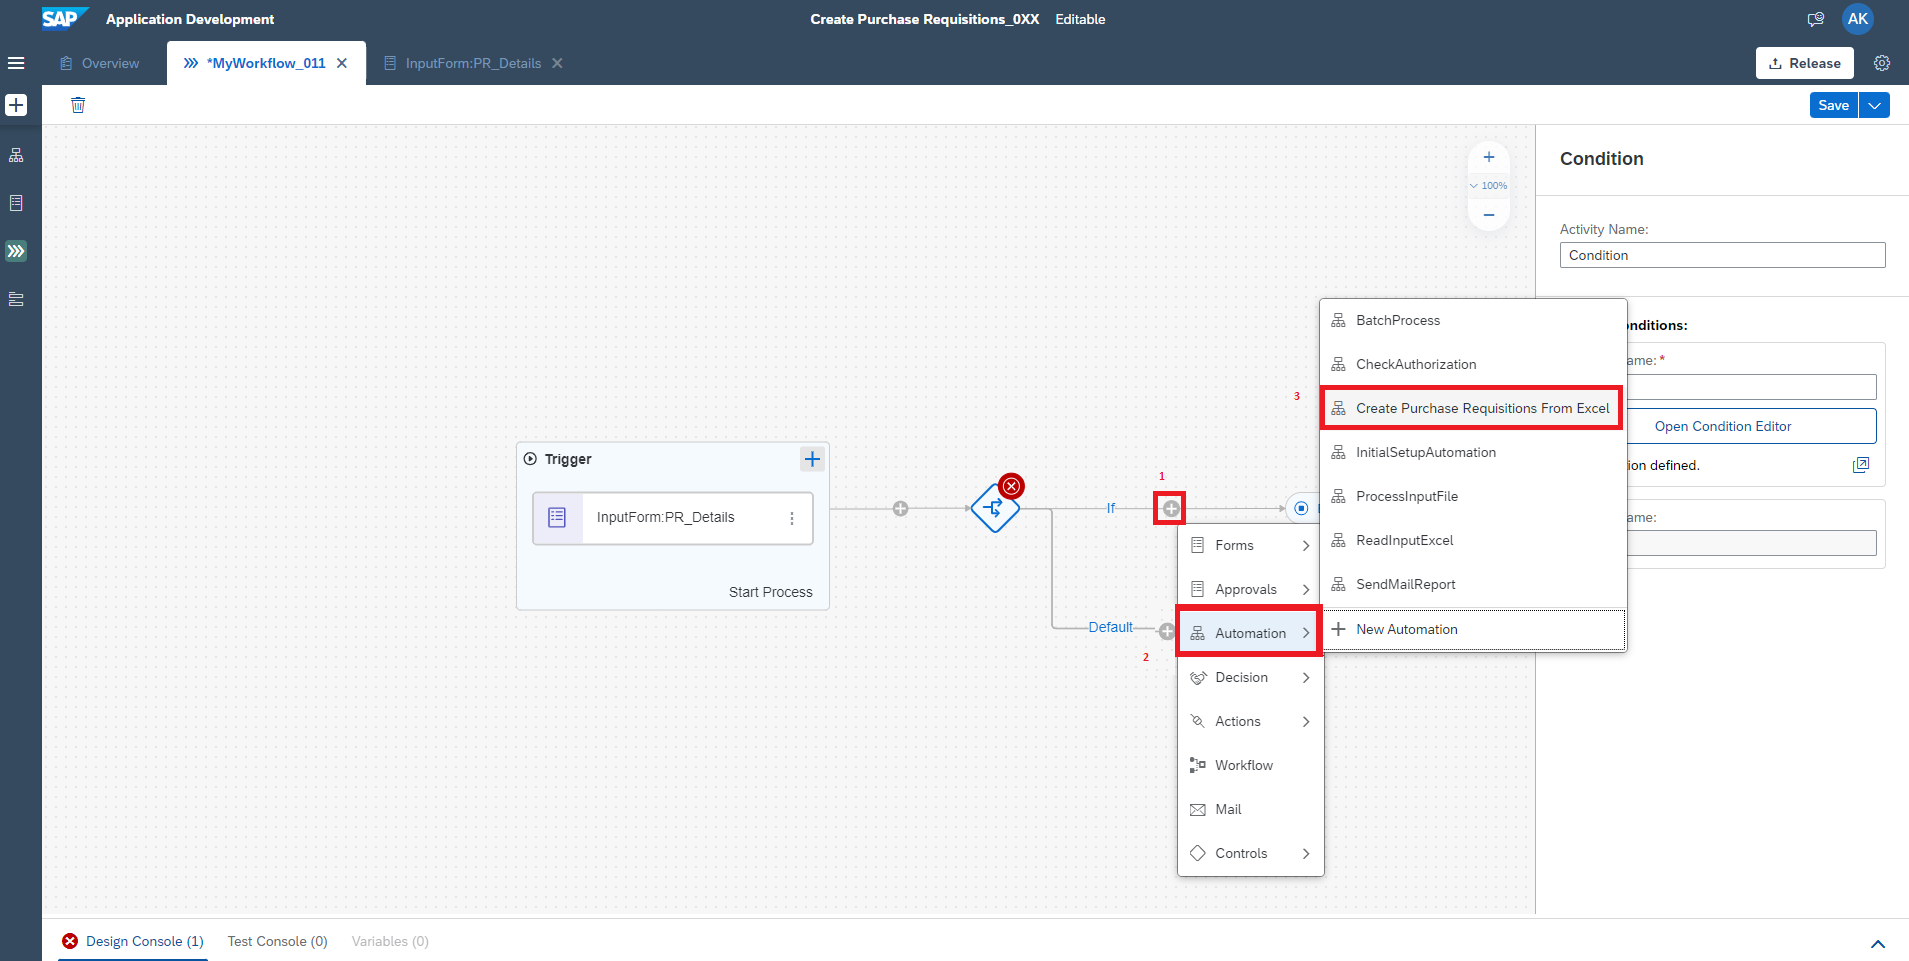 SAP Application Development
Create Purchase Requisitions_0XX Editable
AK
Overview
*MyWorkflow_011
InputForm:PR_Details
Release
Save
100%
Condition
Activity Name:
Condition
nditions:
ame: *
Open Condition Editor
ion defined.
ame:
Trigger
InputForm:PR_Details
Start Process
If
Default
1
2
3
Forms
Approvals
Automation
Decision
Actions
Workflow
Mail
Controls
BatchProcess
CheckAuthorization
Create Purchase Requisitions From Excel
InitialSetupAutomation
ProcessInputFile
ReadInputExcel
SendMailReport
New Automation
Design Console (1)
Test Console (0)
Variables (0)